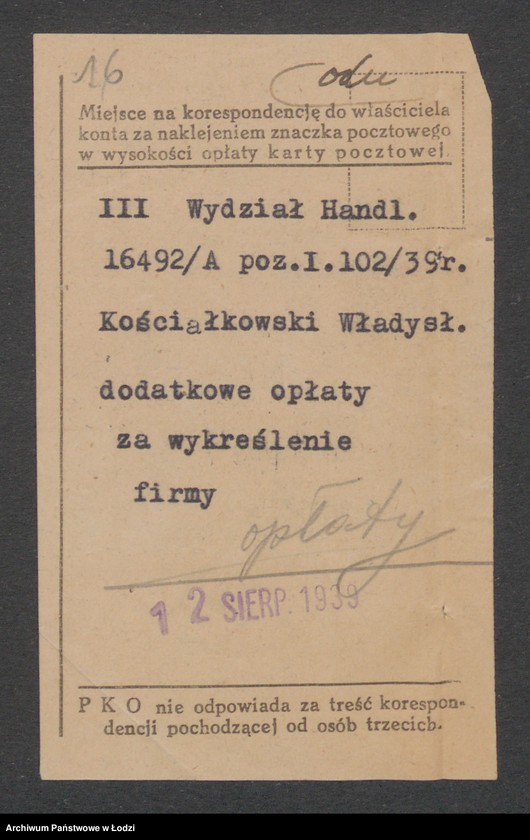 16
odu
Miejsce na korespondencję do właściciela
konta za naklejeniem znaczka pocztowego
w wysokości opłaty karty pocztowej.
III Wydział Handl.
16492/A poz.I.102/39r.
Kościałkowski Władysł.
dodatkowe opłaty
za wykreślenie
firmy
opłaty
12 SIERP. 1939
P K O nie odpowiada za treść korespon-
dencji pochodzącej od osób trzecich.
Archiwum Państwowe w Łodzi